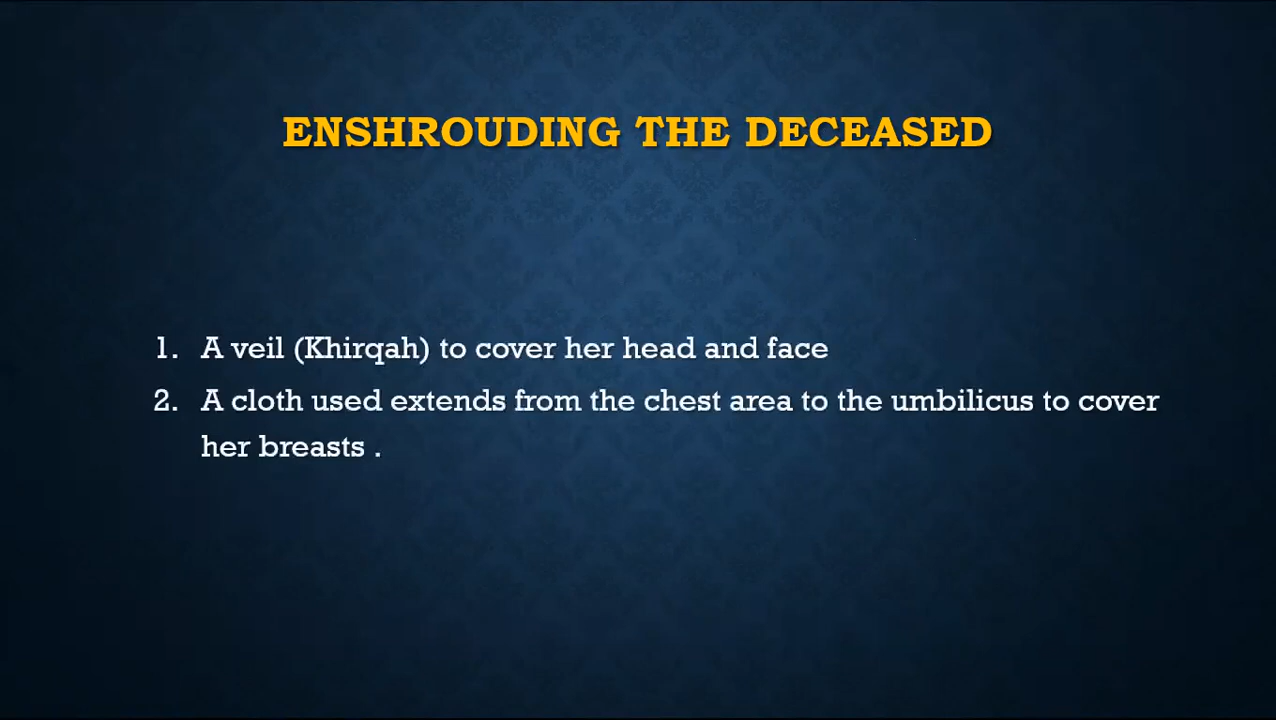 ENSHROUDING THE DECEASED
1. A veil (Khirqah) to cover her head and face
2. A cloth used extends from the chest area to the umbilicus to cover
her breasts .